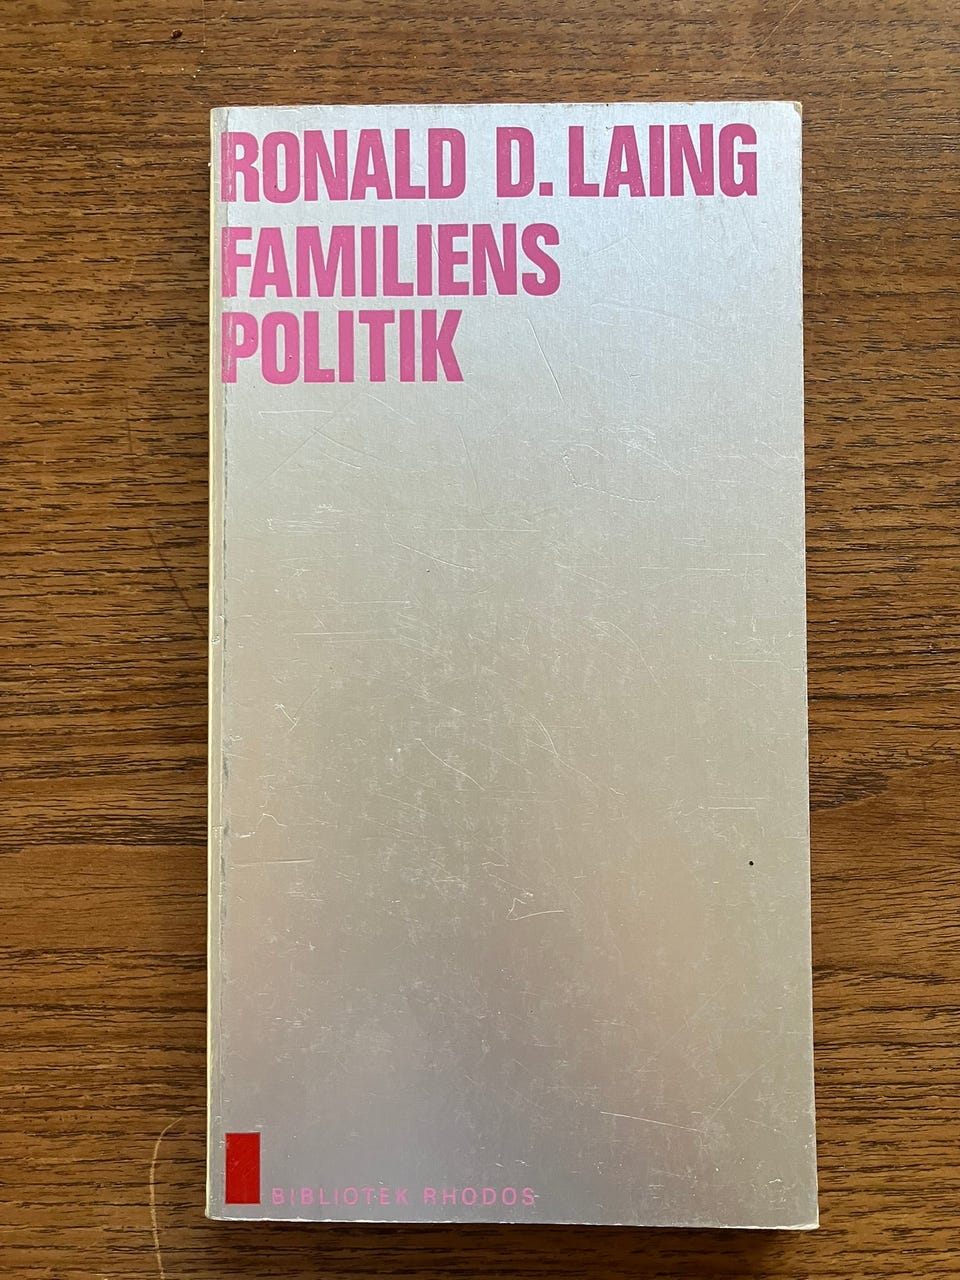 RONALD D. LAING
FAMILIENS
POLITIK
BIBLIOTEK RHODOS